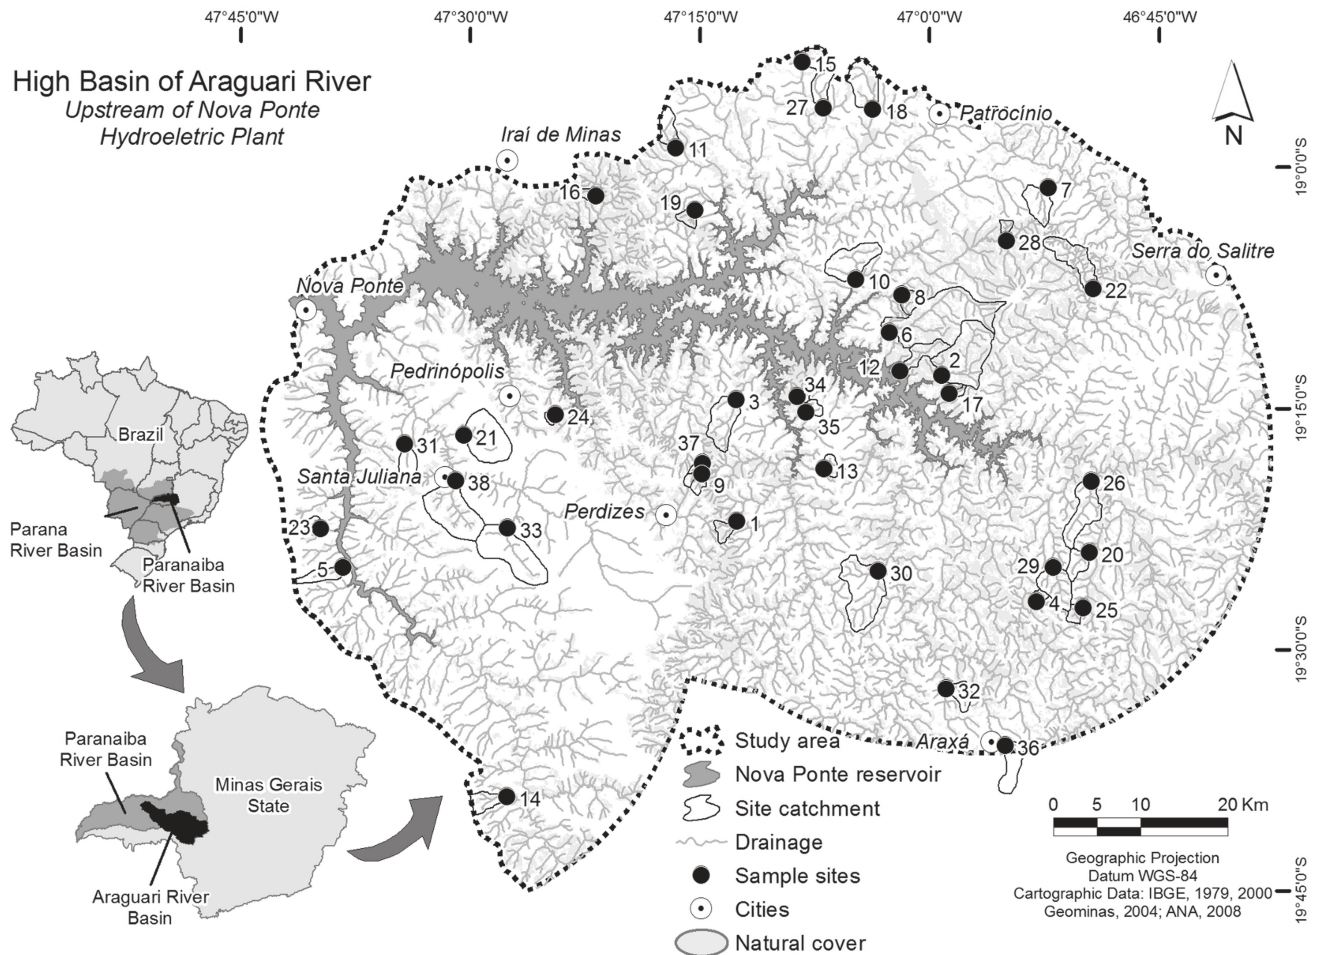 47°45'0"W
47°30'0"W
47°15'0"W
47°0'0"W
46°45'0"W
High Basin of Araguari River
Upstream of Nova Ponte
Hydroeletric Plant
N
19°0'0"S
19°15'0"S
19°30'0"S
19°45'0"S
15
27
18
Patrocínio
Iraí de Minas
11
16
19
7
28
Serra do Salitre
22
Nova Ponte
10
8
6
12
2
17
Pedrinópolis
24
3
34
35
21
31
37
9
13
Santa Juliana
38
26
Perdizes
1
23
33
5
30
29
20
4
25
32
Araxá
36
14
Brazil
Parana
River Basin
Paranaiba
River Basin
Paranaiba
River Basin
Minas Gerais
State
Araguari River
Basin
Study area
Nova Ponte reservoir
Site catchment
Drainage
Sample sites
Cities
Natural cover
0 5 10 20 Km
Geographic Projection
Datum WGS-84
Cartographic Data: IBGE, 1979, 2000
Geominas, 2004; ANA, 2008